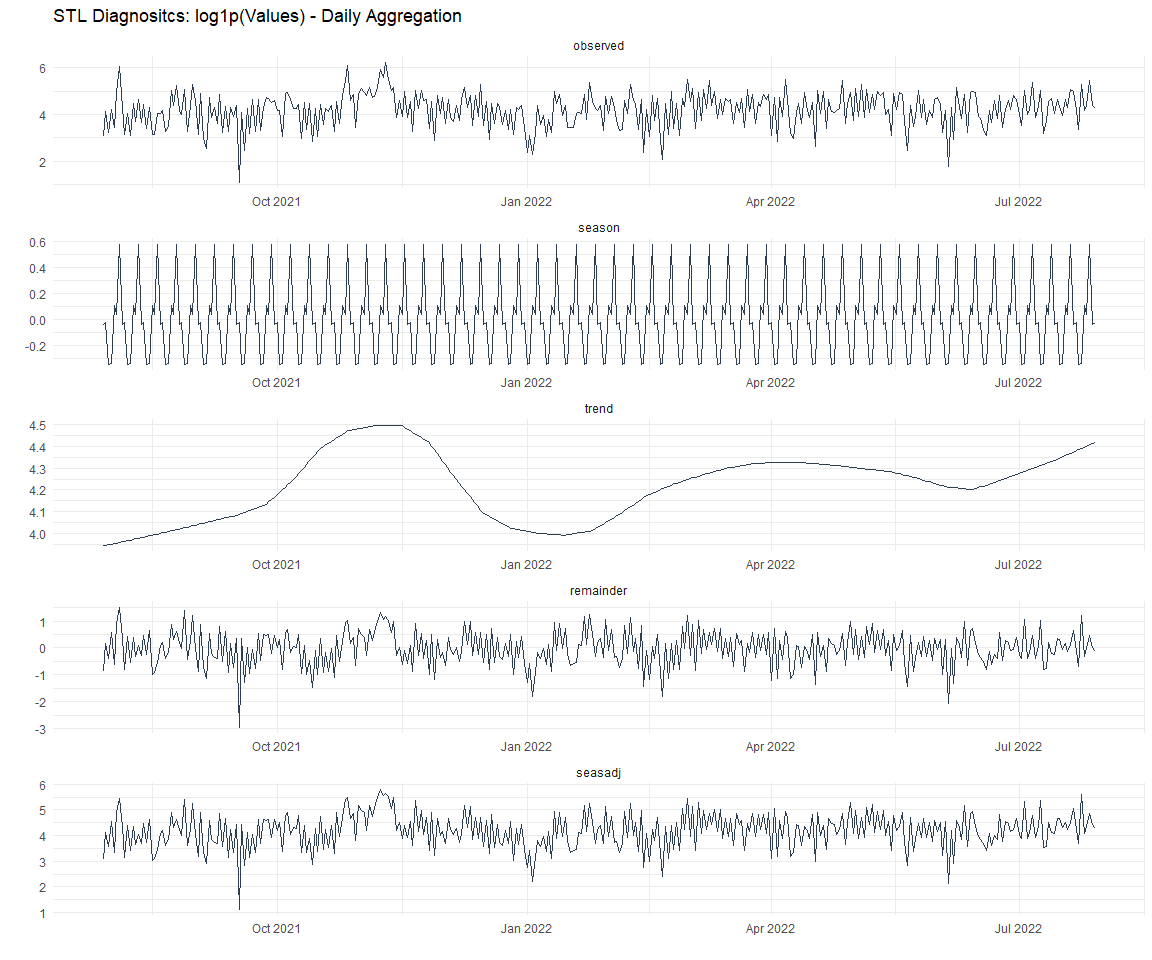 STL Diagnositcs: log1p(Values) - Daily Aggregation
observed
6
4
2
Oct 2021 Jan 2022 Apr 2022 Jul 2022
season
0.6
0.4
0.2
0.0
-0.2
Oct 2021 Jan 2022 Apr 2022 Jul 2022
trend
4.5
4.4
4.3
4.2
4.1
4.0
Oct 2021 Jan 2022 Apr 2022 Jul 2022
remainder
1
0
-1
-2
-3
Oct 2021 Jan 2022 Apr 2022 Jul 2022
seasadj
6
5
4
3
2
1
Oct 2021 Jan 2022 Apr 2022 Jul 2022